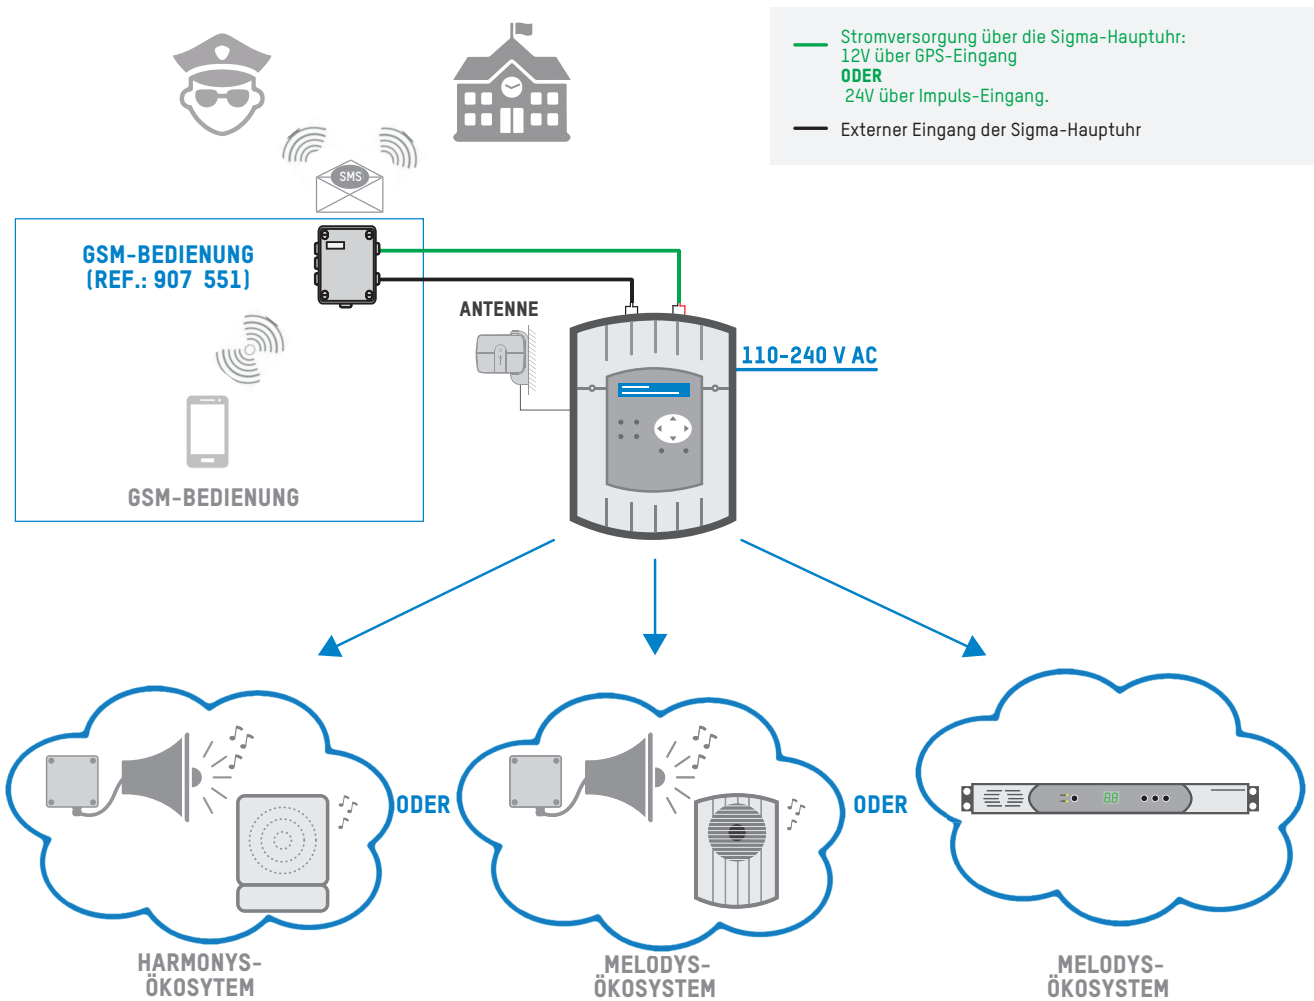 Stromversorgung über die Sigma-Hauptuhr:
12V über GPS-Eingang
ODER
24V über Impuls-Eingang.
Externer Eingang der Sigma-Hauptuhr
SMS
GSM-BEDIENUNG
(REF.: 907 551)
ANTENNE
110-240 V AC
GSM-BEDIENUNG
ODER
ODER
88
HARMONYS-
ÖKOSYTEM
MELODYS-
ÖKOSYSTEM
MELODYS-
ÖKOSYSTEM